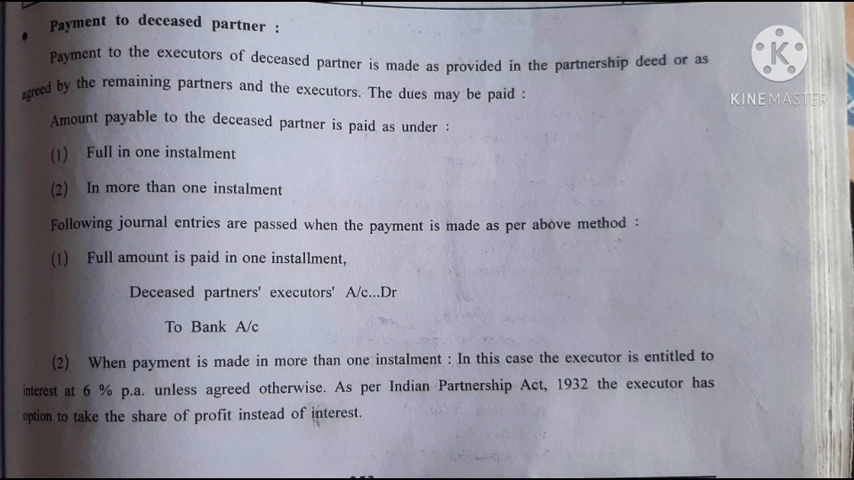 • Payment to deceased partner :
Payment to the executors of deceased partner is made as provided in the partnership deed or as
agreed by the remaining partners and the executors. The dues may be paid :
Amount payable to the deceased partner is paid as under :
(1) Full in one instalment
(2) In more than one instalment
Following journal entries are passed when the payment is made as per above method :
(1) Full amount is paid in one installment,
Deceased partners' executors' A/c...Dr
To Bank A/c
(2) When payment is made in more than one instalment : In this case the executor is entitled to
interest at 6 % p.a. unless agreed otherwise. As per Indian Partnership Act, 1932 the executor has
option to take the share of profit instead of interest.
K
KINEMASTER